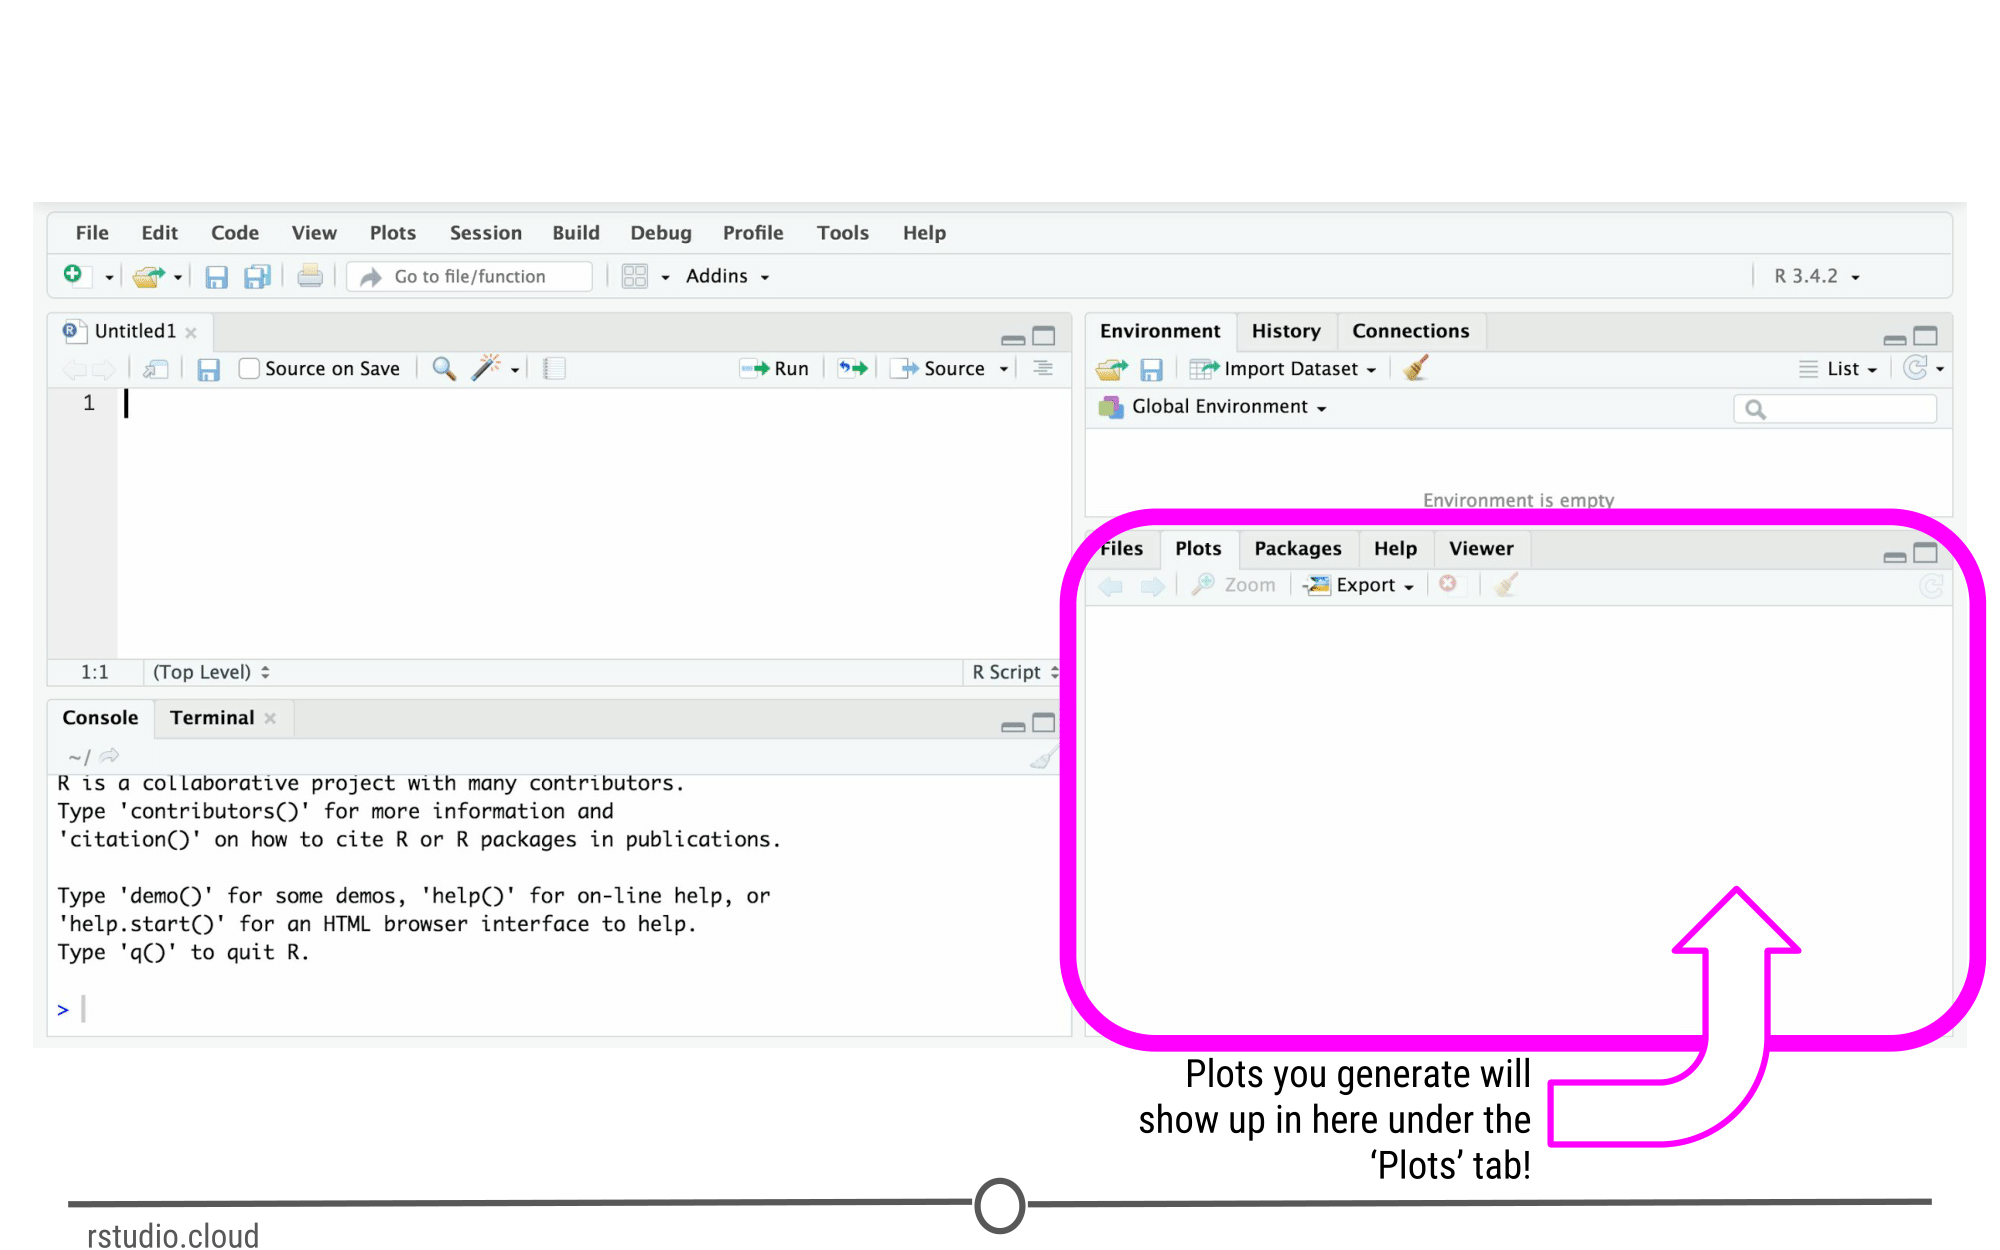 File Edit Code View Plots Session Build Debug Profile Tools Help
Go to file/function Addins R 3.4.2
Untitled1
Source on Save Run Source
1
1:1 (Top Level) R Script
Console Terminal
~/
R is a collaborative project with many contributors.
Type 'contributors()' for more information and
'citation()' on how to cite R or R packages in publications.
Type 'demo()' for some demos, 'help()' for on-line help, or
'help.start()' for an HTML browser interface to help.
Type 'q()' to quit R.
>
Environment History Connections
Import Dataset List
Global Environment
Environment is empty
Files Plots Packages Help Viewer
Zoom Export
Plots you generate will
show up in here under the
‘Plots’ tab!
rstudio.cloud